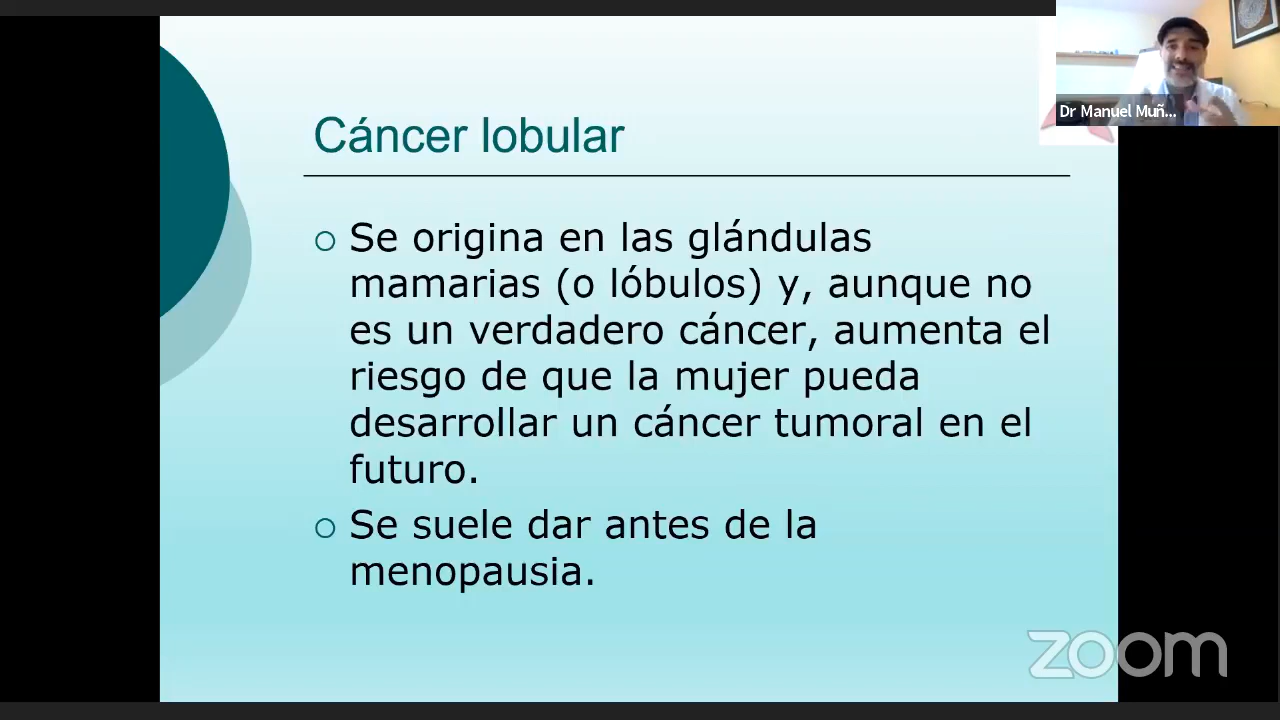 Dr Manuel Muñ...
Cáncer lobular
Se origina en las glándulas
mamarias (o lóbulos) y, aunque no
es un verdadero cáncer, aumenta el
riesgo de que la mujer pueda
desarrollar un cáncer tumoral en el
futuro.
Se suele dar antes de la
menopausia.
zoom